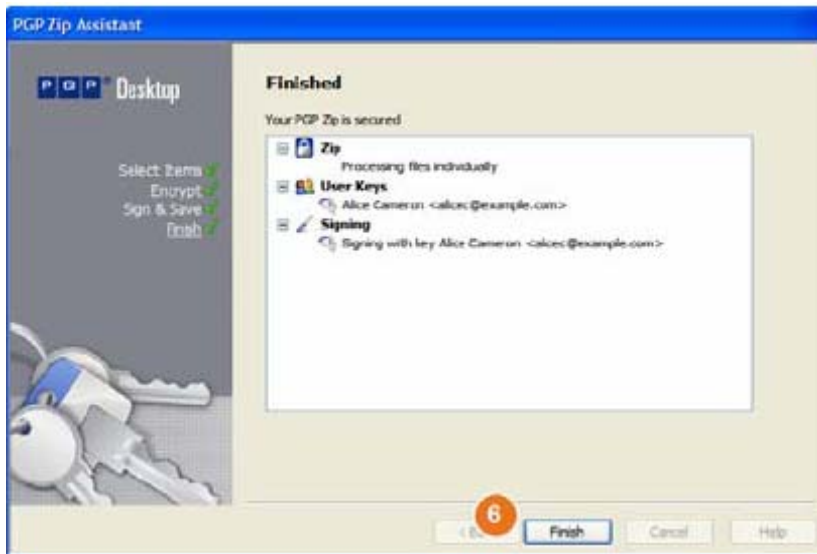 PGP Zip Assistant
PGP Desktop
Select Items
Encrypt
Sign & Save
Finish
Finished
Your PGP Zip is secured
Zip
Processing files individually
User Keys
Alice Cameron <alicec@example.com>
Signing
Signing with key Alice Cameron <alicec@example.com>
6
Finish
Cancel
Help